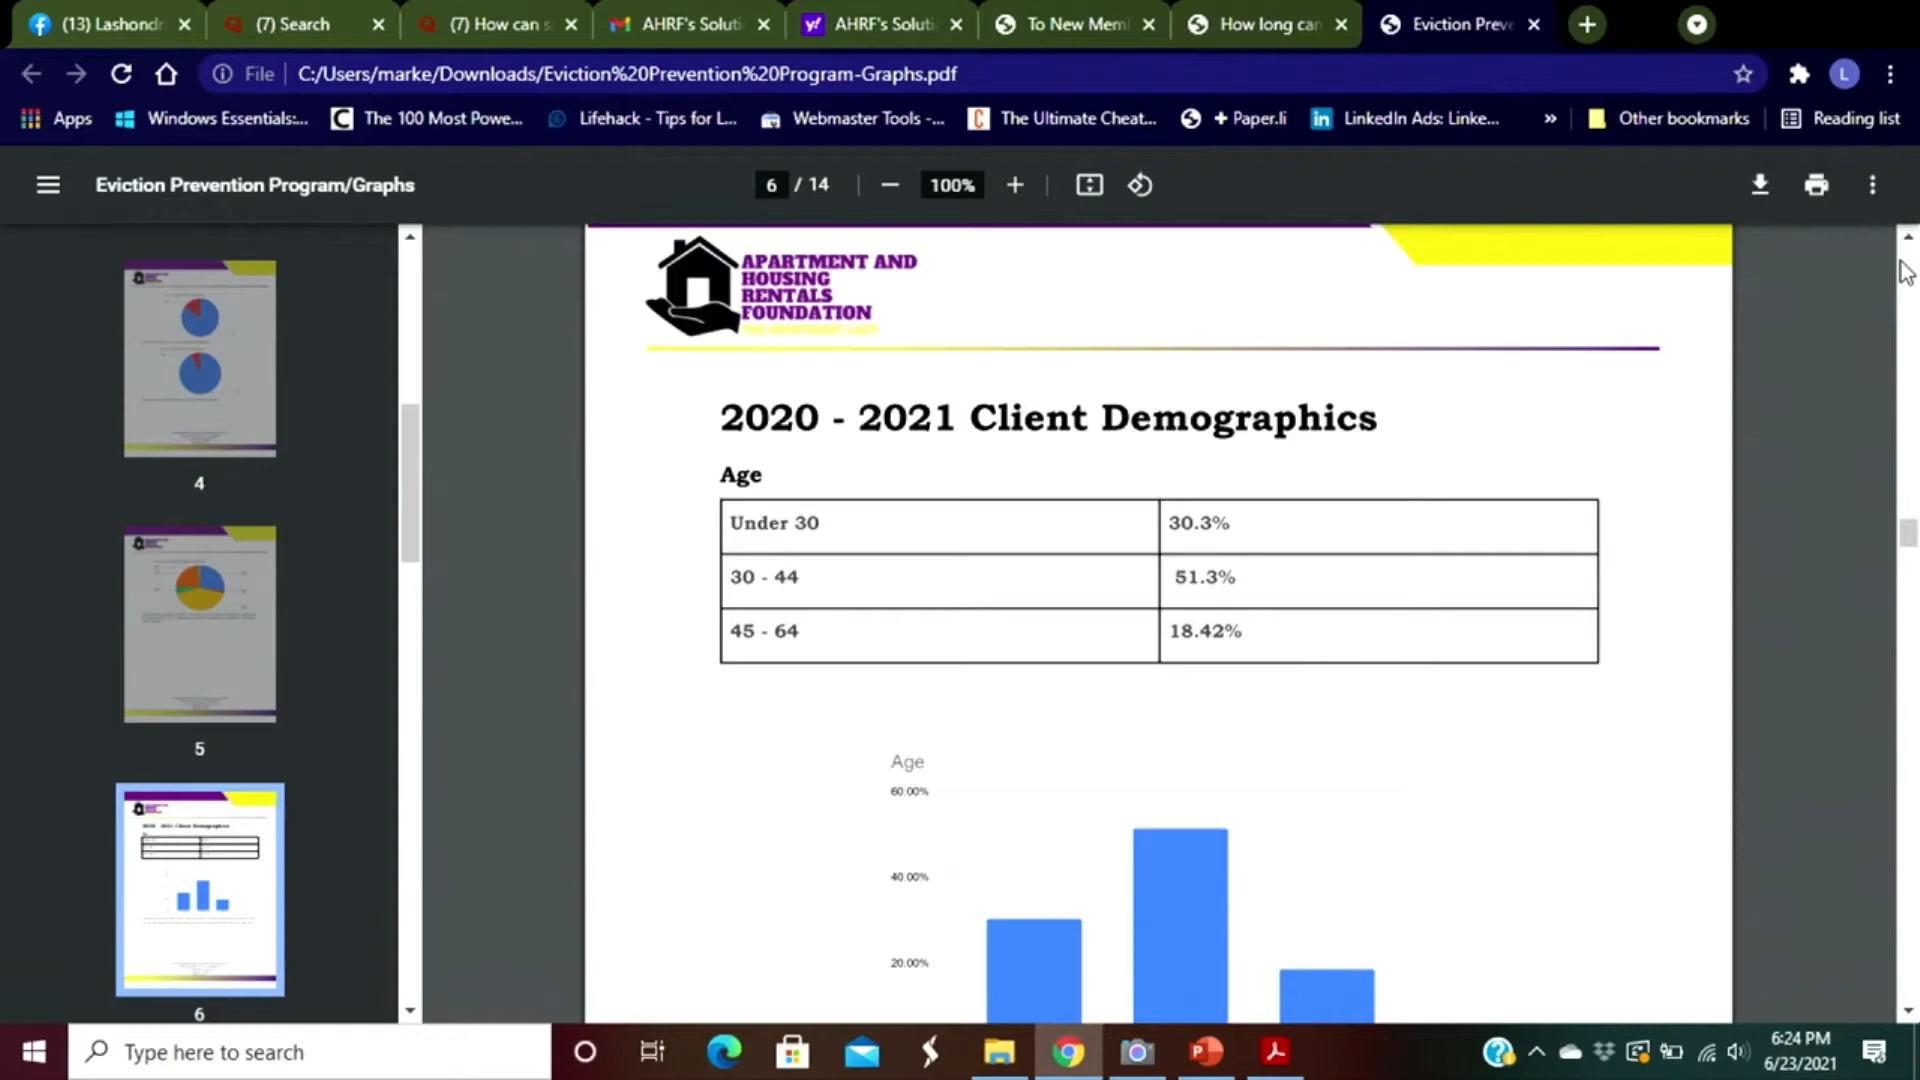 (13) Lashondr
(7) Search
(7) How can s
AHRF's Soluti
AHRF's Soluti
To New Mem
How long can
Eviction Preve
File
C:/Users/marke/Downloads/Eviction%20Prevention%20Program-Graphs.pdf
L
Apps
Windows Essentials:...
The 100 Most Powe...
Lifehack - Tips for L...
Webmaster Tools -...
The Ultimate Cheat...
+ Paper.li
LinkedIn Ads: Linke...
»
Other bookmarks
Reading list
Eviction Prevention Program/Graphs
6 / 14
100%
4
5
6
APARTMENT AND
HOUSING
RENTALS
FOUNDATION
THE APARTMENT LADY
2020 - 2021 Client Demographics
Age
Under 30 30.3%
30 - 44 51.3%
45 - 64 18.42%
Age
60.00%
40.00%
20.00%
Type here to search
6:24 PM
6/23/2021